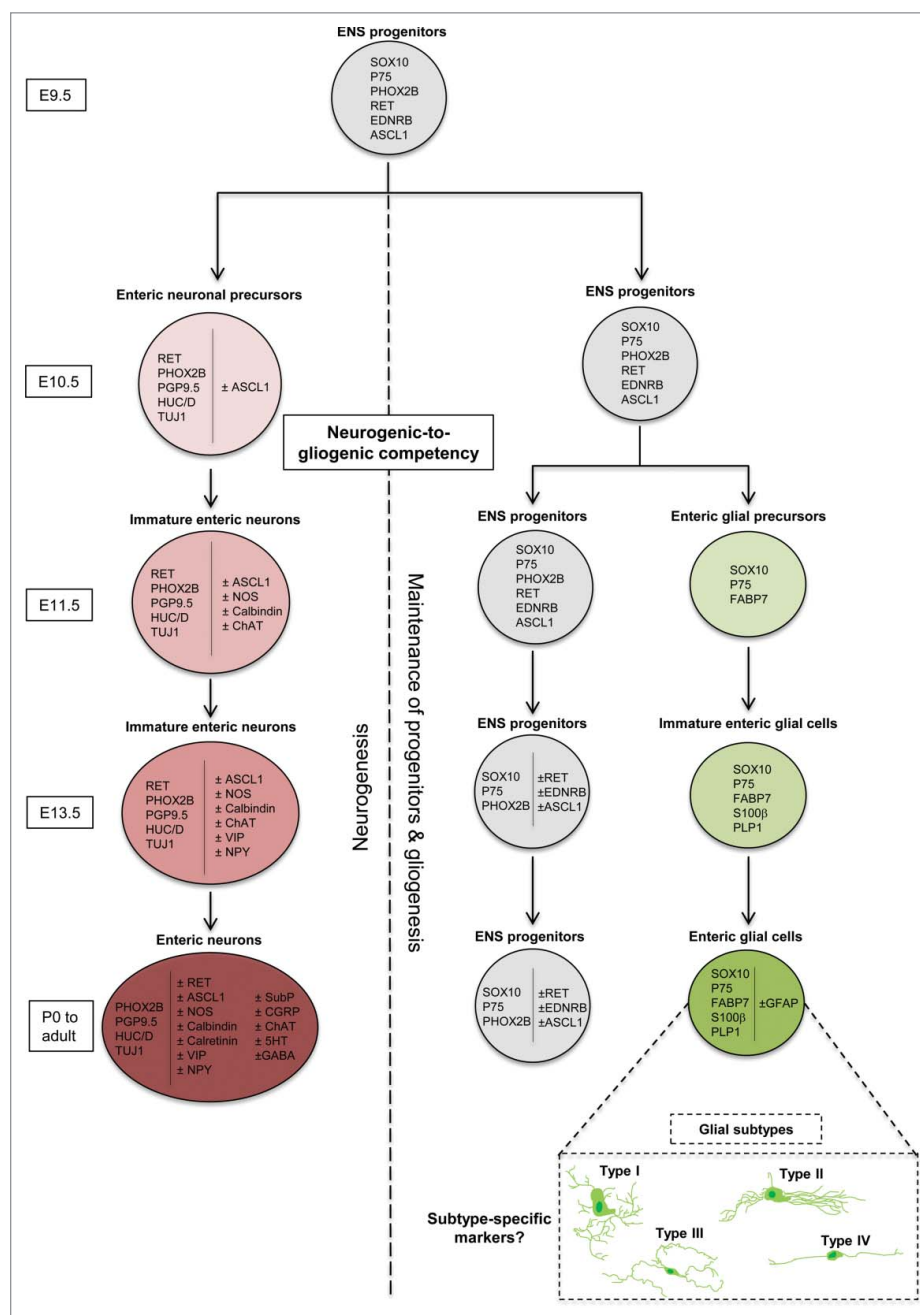 ENS progenitors
SOX10
P75
PHOX2B
RET
EDNRB
ASCL1
E9.5
Enteric neuronal precursors
RET
PHOX2B
PGP9.5
HUC/D
TUJ1
± ASCL1
ENS progenitors
SOX10
P75
PHOX2B
RET
EDNRB
ASCL1
E10.5
Neurogenic-to-
gliogenic competency
Immature enteric neurons
RET
PHOX2B
PGP9.5
HUC/D
TUJ1
± ASCL1
± NOS
± Calbindin
± ChAT
ENS progenitors
SOX10
P75
PHOX2B
RET
EDNRB
ASCL1
Enteric glial precursors
SOX10
P75
FABP7
E11.5
Neurogenesis
Maintenance of progenitors & gliogenesis
Immature enteric neurons
RET
PHOX2B
PGP9.5
HUC/D
TUJ1
± ASCL1
± NOS
± Calbindin
± ChAT
± VIP
± NPY
ENS progenitors
SOX10
P75
PHOX2B
±RET
±EDNRB
±ASCL1
Immature enteric glial cells
SOX10
P75
FABP7
S100β
PLP1
E13.5
Enteric neurons
PHOX2B
PGP9.5
HUC/D
TUJ1
± RET
± ASCL1
± NOS
± Calbindin
± Calretinin
± VIP
± NPY
± SubP
± CGRP
± ChAT
± 5HT
±GABA
ENS progenitors
SOX10
P75
PHOX2B
±RET
±EDNRB
±ASCL1
Enteric glial cells
SOX10
P75
FABP7
S100β
PLP1
±GFAP
P0 to
adult
Glial subtypes
Type I
Type II
Type III
Type IV
Subtype-specific
markers?